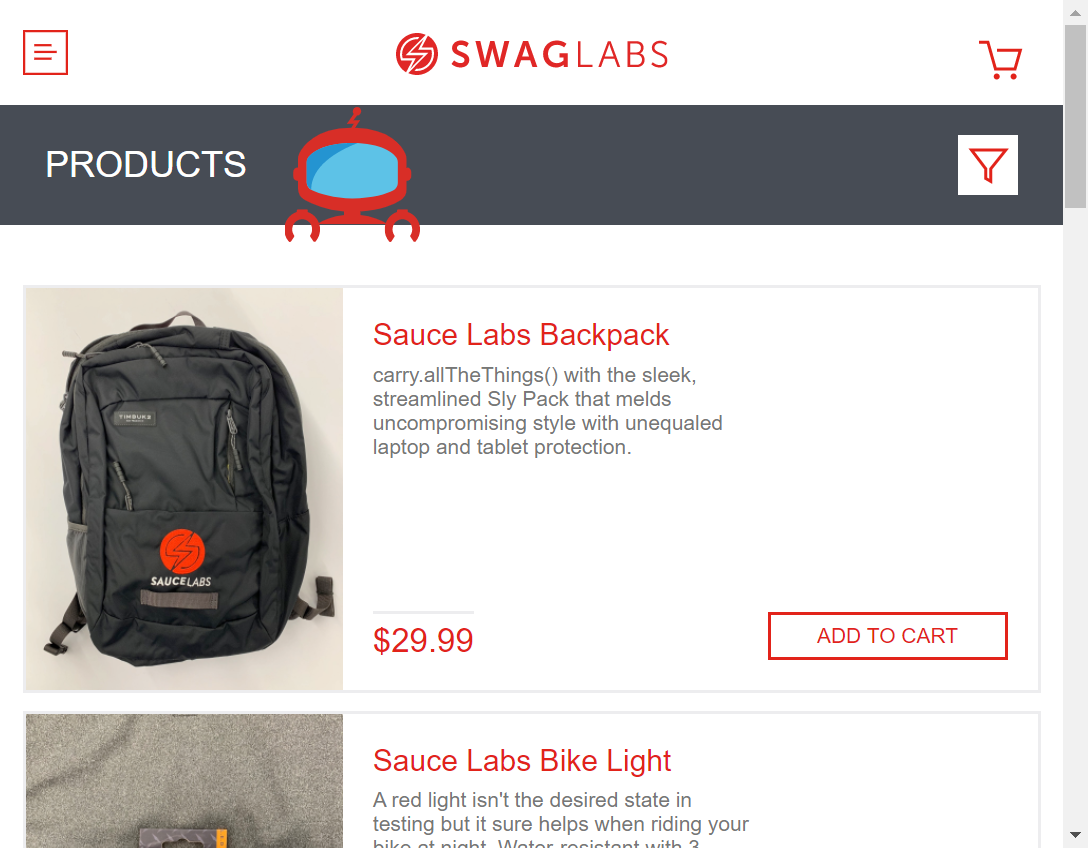 SWAGLABS
PRODUCTS
Sauce Labs Backpack
carry.allTheThings() with the sleek,
streamlined Sly Pack that melds
uncompromising style with unequaled
laptop and tablet protection.
TIMBUK2
SAUCELABS
$29.99
ADD TO CART
Sauce Labs Bike Light
A red light isn't the desired state in
testing but it sure helps when riding your
bike at night. Water-resistant with 3